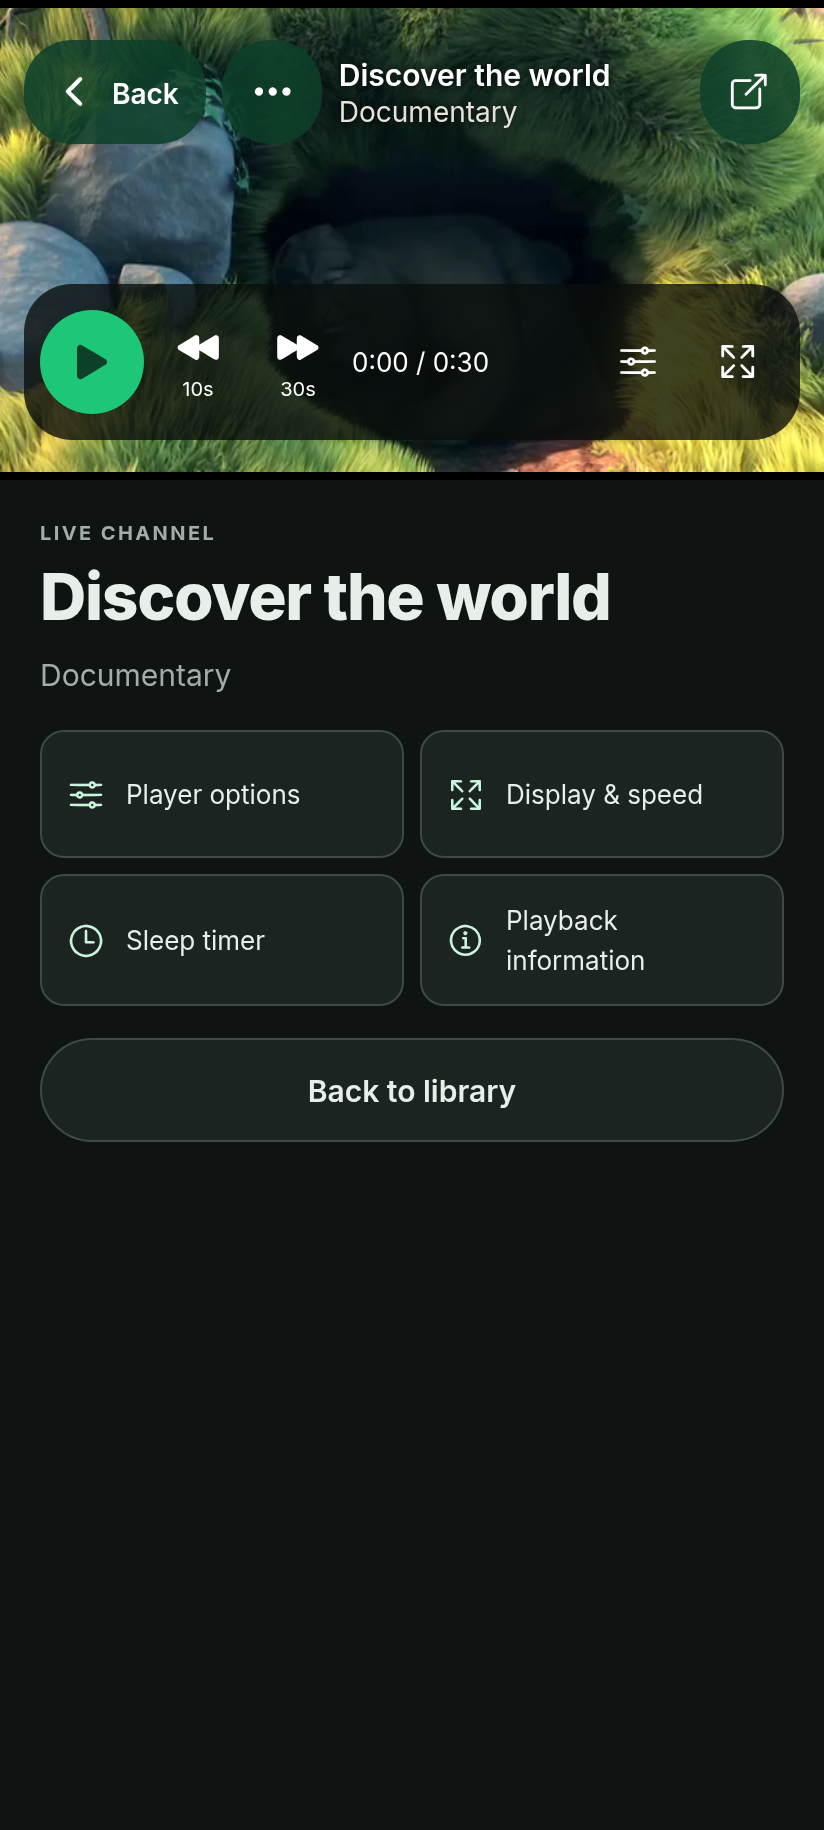 Back
Discover the world
Documentary
10s
30s
0:00 / 0:30
LIVE CHANNEL
Discover the world
Documentary
Player options
Display & speed
Sleep timer
Playback
information
Back to library